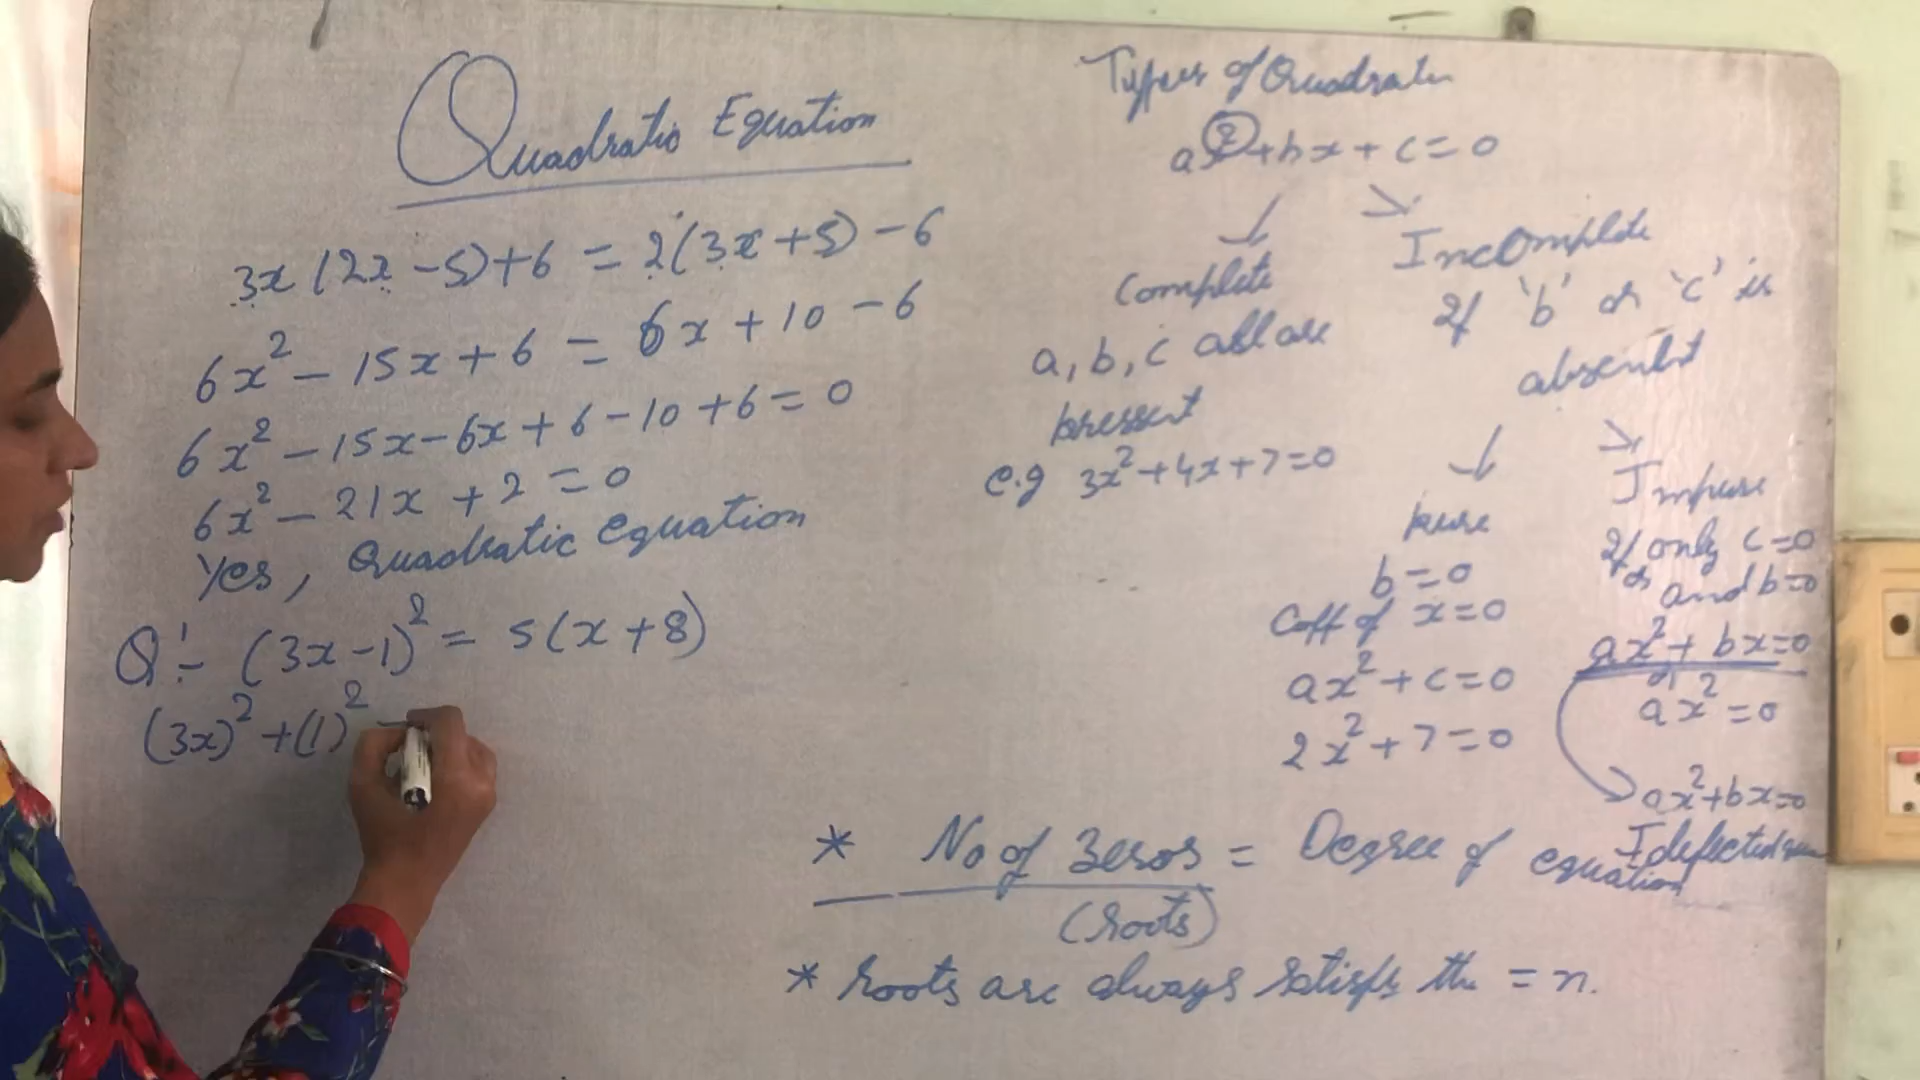 Quadratic Equation
3x (2x - 5) + 6 = 2(3x + 5) - 6
6x² - 15x + 6 = 6x + 10 - 6
6x² - 15x - 6x + 6 - 10 + 6 = 0
6x² - 21x + 2 = 0
Yes, Quadratic equation
Q:- (3x - 1)² = 5(x + 8)
(3x)² + (1)² -
Types of Quadratic
ax² + bx + c = 0
Complete
a, b, c all are
present
e.g 3x² + 4x + 7 = 0
Incomplete
If 'b' or 'c' is
absent
pure
b = 0
Coff of x = 0
ax² + c = 0
2x² + 7 = 0
Impure
If only c = 0
or and b = 0
ax² + bx = 0
or
ax² = 0
ax² + bx = 0
* No of zeros = Degree of equation
(roots)
* Roots are always satisfy the = n.